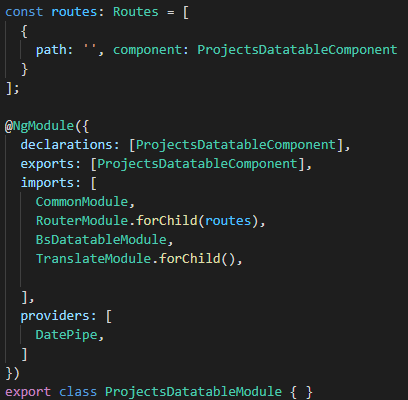 const routes: Routes = [
  {
    path: '', component: ProjectsDatatableComponent
  }
];

@NgModule({
  declarations: [ProjectsDatatableComponent],
  exports: [ProjectsDatatableComponent],
  imports: [
    CommonModule,
    RouterModule.forChild(routes),
    BsDatatableModule,
    TranslateModule.forChild(),

  ],
  providers: [
    DatePipe,
  ]
})
export class ProjectsDatatableModule { }